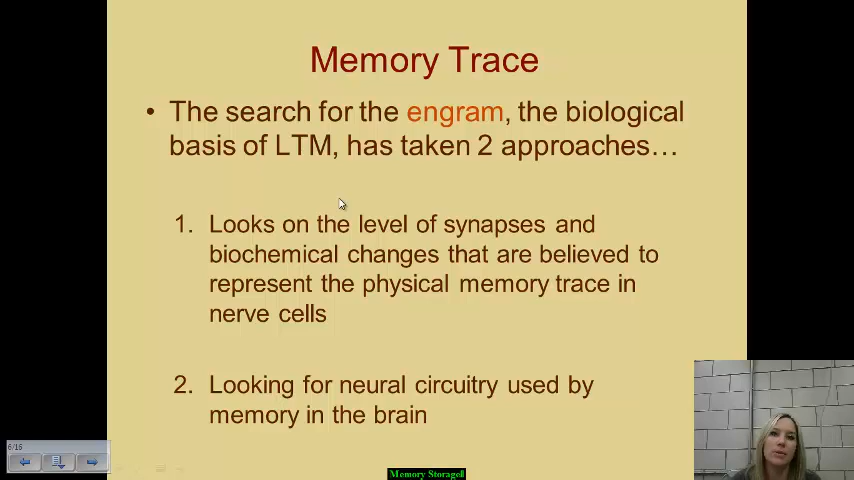 Memory Trace
• The search for the engram, the biological
basis of LTM, has taken 2 approaches…
1. Looks on the level of synapses and
biochemical changes that are believed to
represent the physical memory trace in
nerve cells
2. Looking for neural circuitry used by
memory in the brain
6/16
Memory Storage